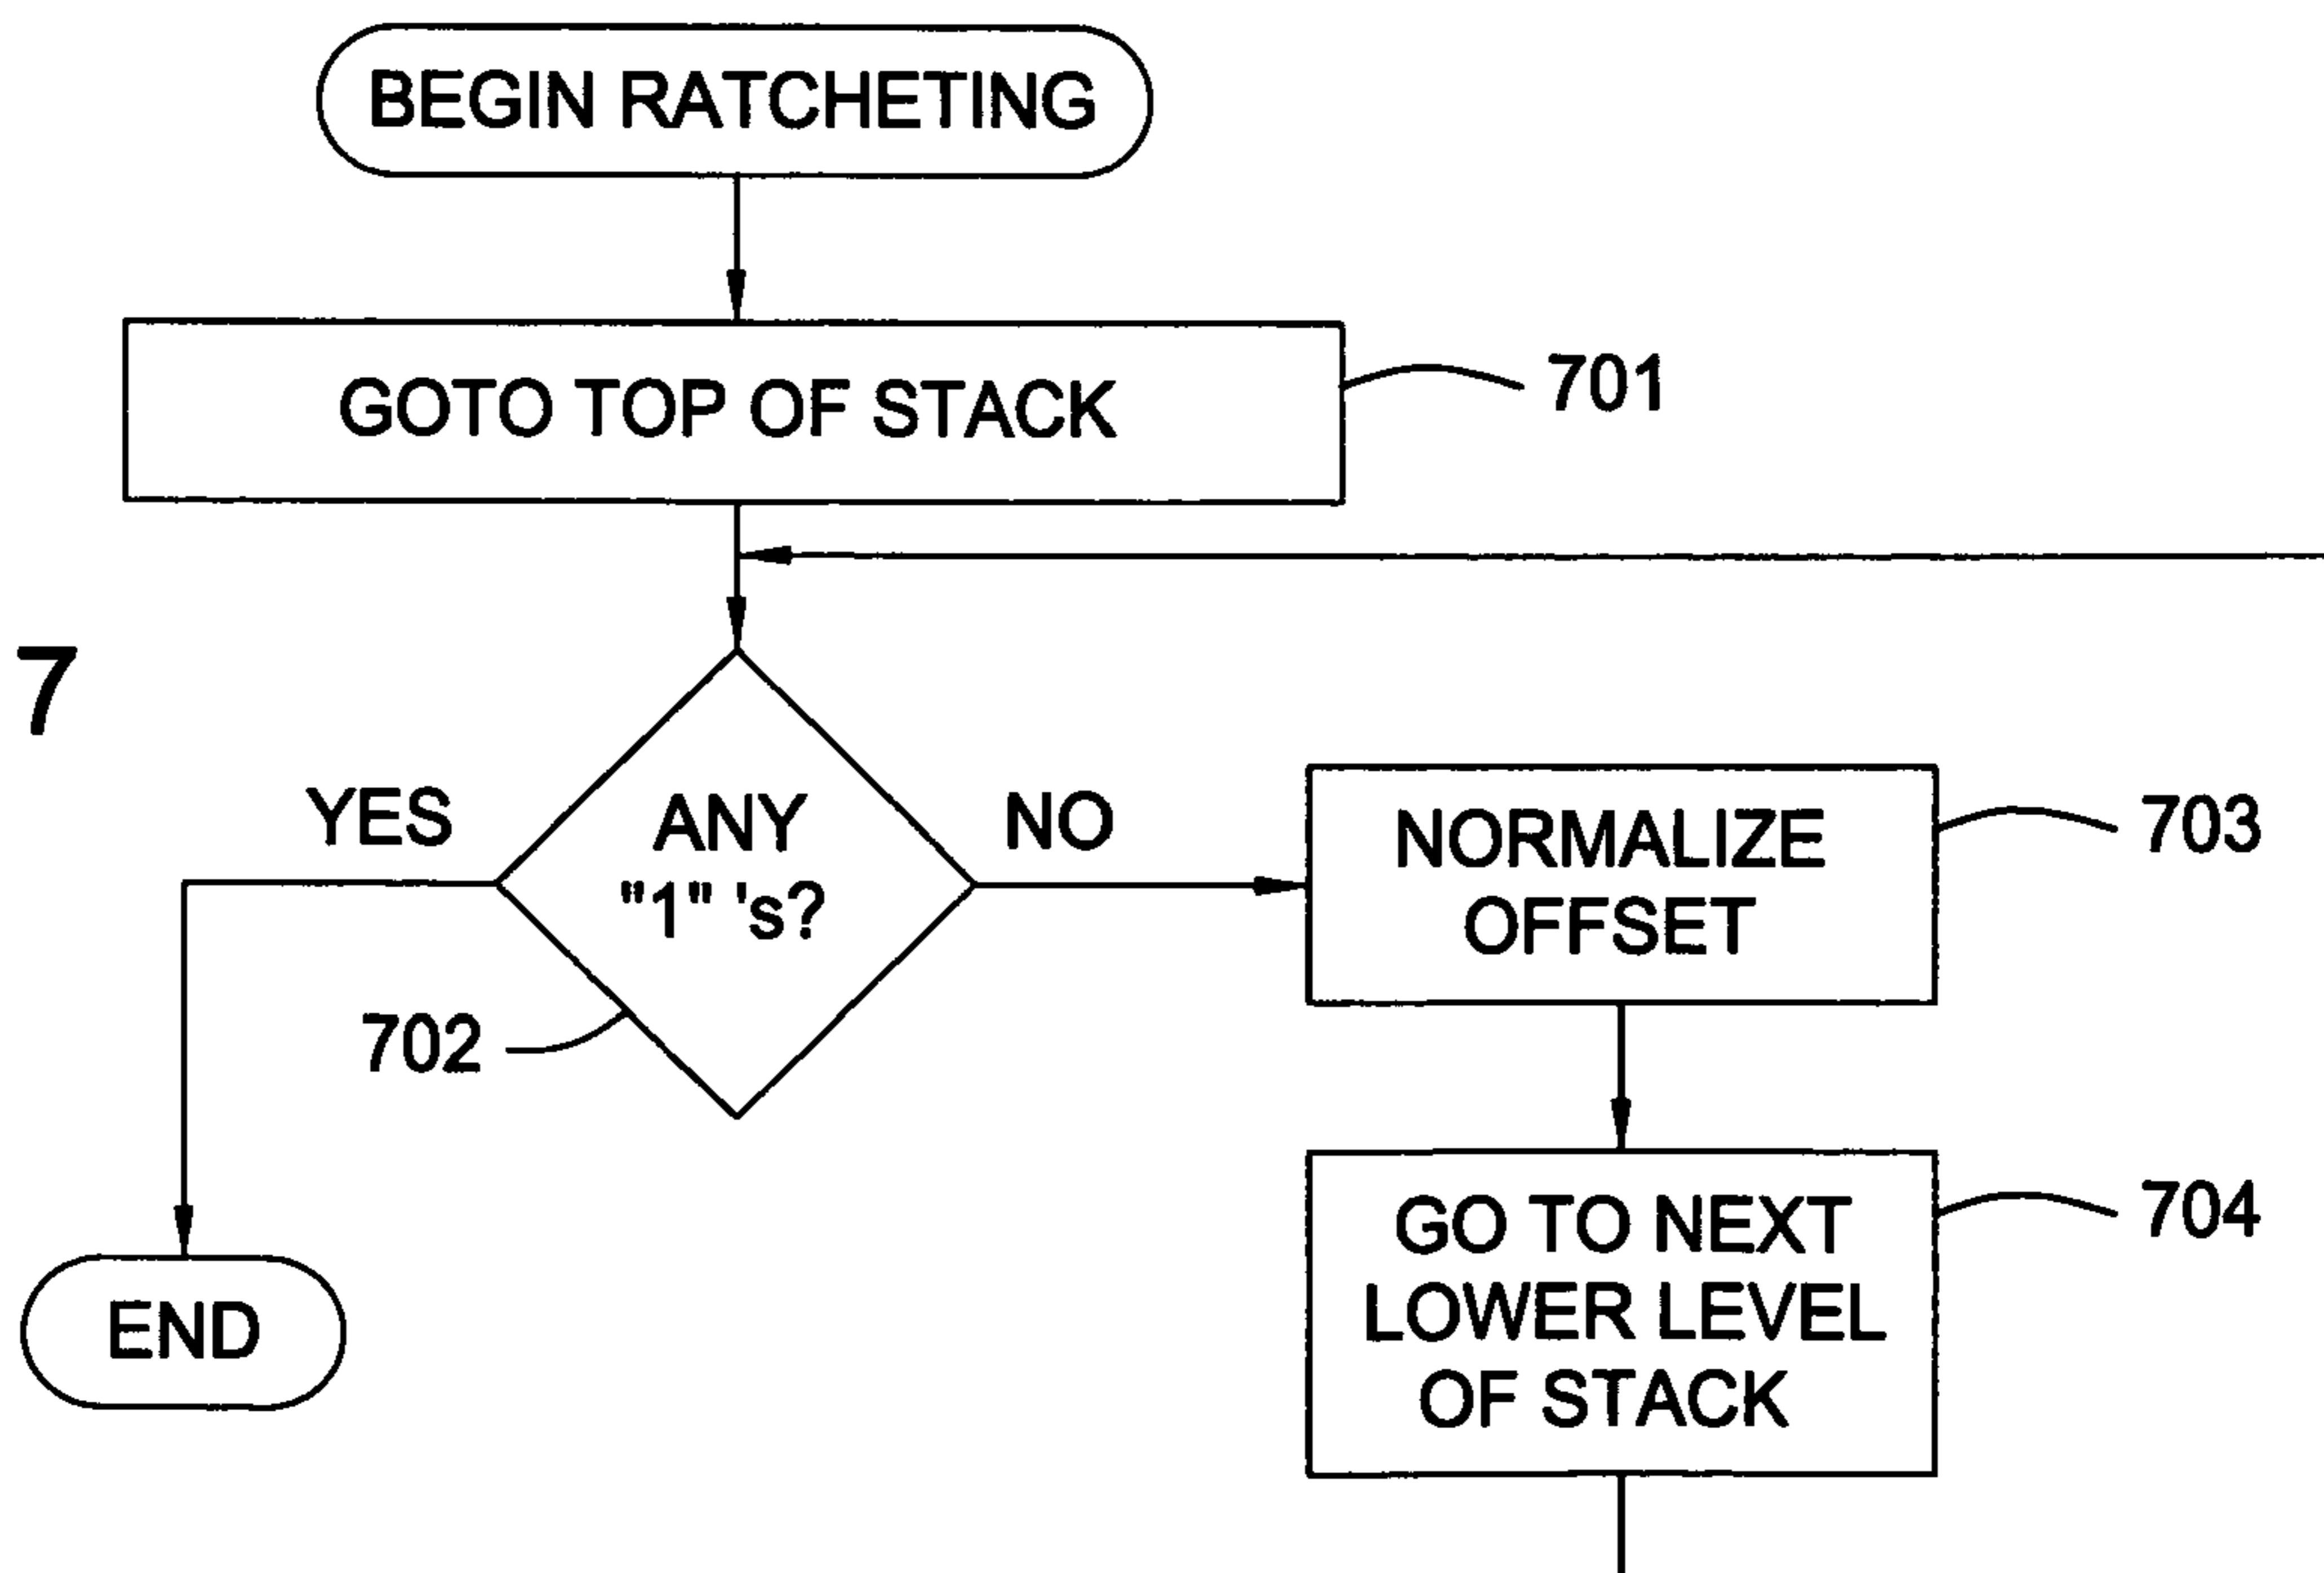 BEGIN RATCHETING
GOTO TOP OF STACK
701
7
YES
ANY
"1" 's?
NO
702
NORMALIZE
OFFSET
703
GO TO NEXT
LOWER LEVEL
OF STACK
704
END